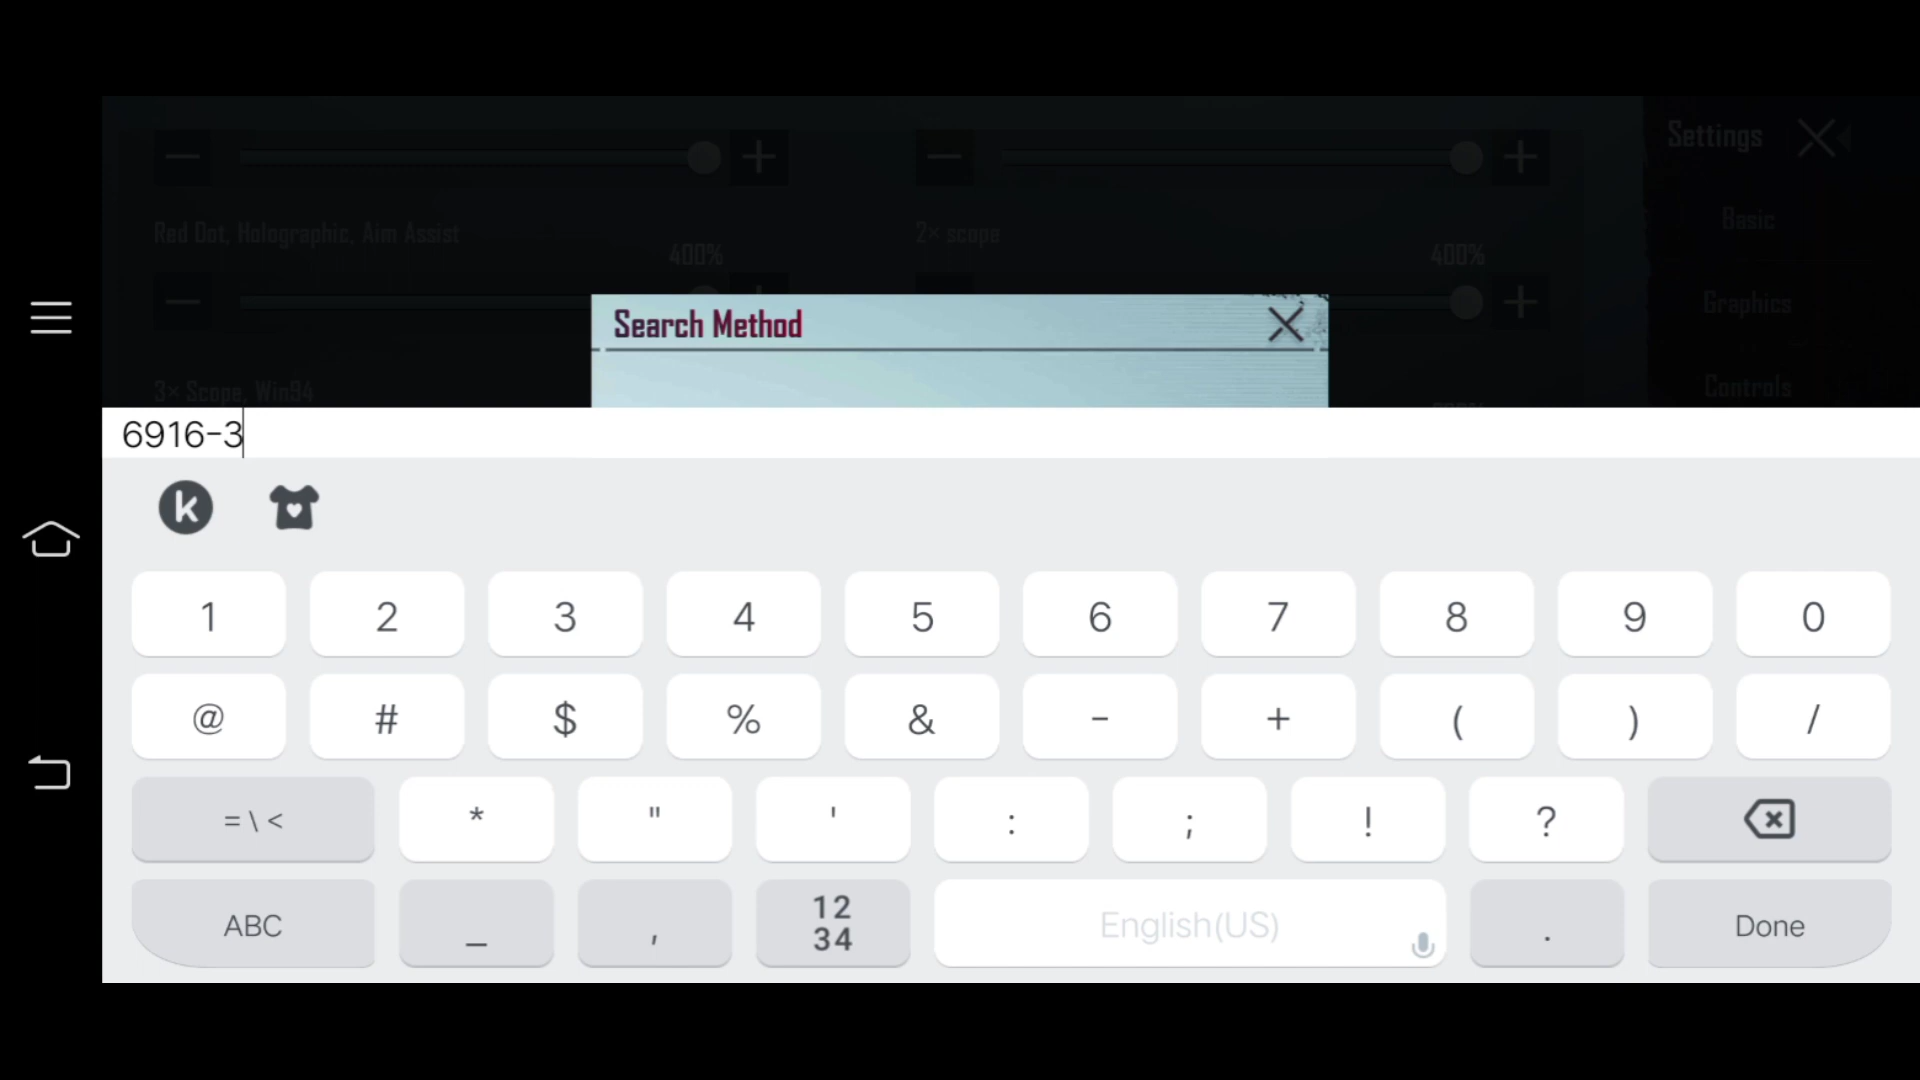 Settings
Basic
Red Dot, Holographic, Aim Assist
400%
2× scope
400%
Graphics
Search Method
3× Scope, Win94
Controls
6916-3
k
1 2 3 4 5 6 7 8 9 0
@ # $ % & - + ( ) /
= \ < * " ' : ; ! ?
ABC _ , 12 34 English(US) . Done